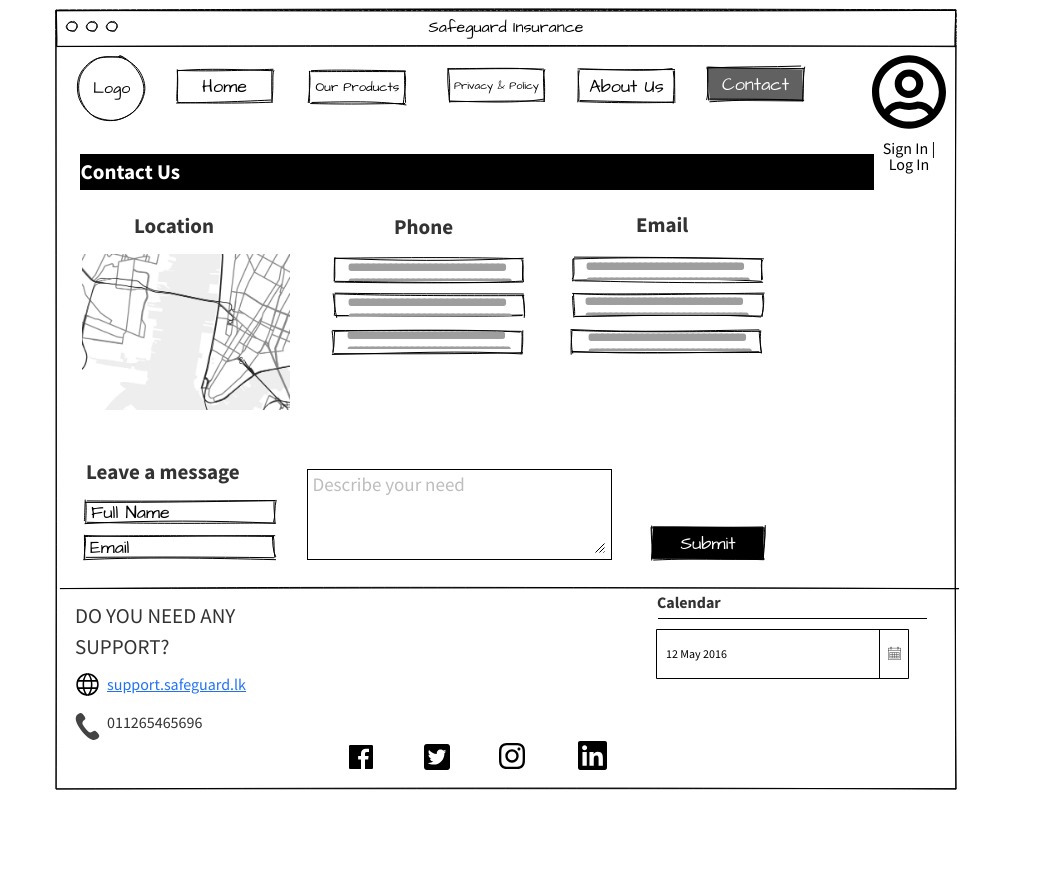 Safeguard Insurance
Logo
Home
Our Products
Privacy & Policy
About Us
Contact
Sign In |
Log In
Contact Us
Location
Phone
Email
Leave a message
Full Name
Email
Describe your need
Submit
DO YOU NEED ANY
SUPPORT?
support.safeguard.lk
011265465696
Calendar
12 May 2016